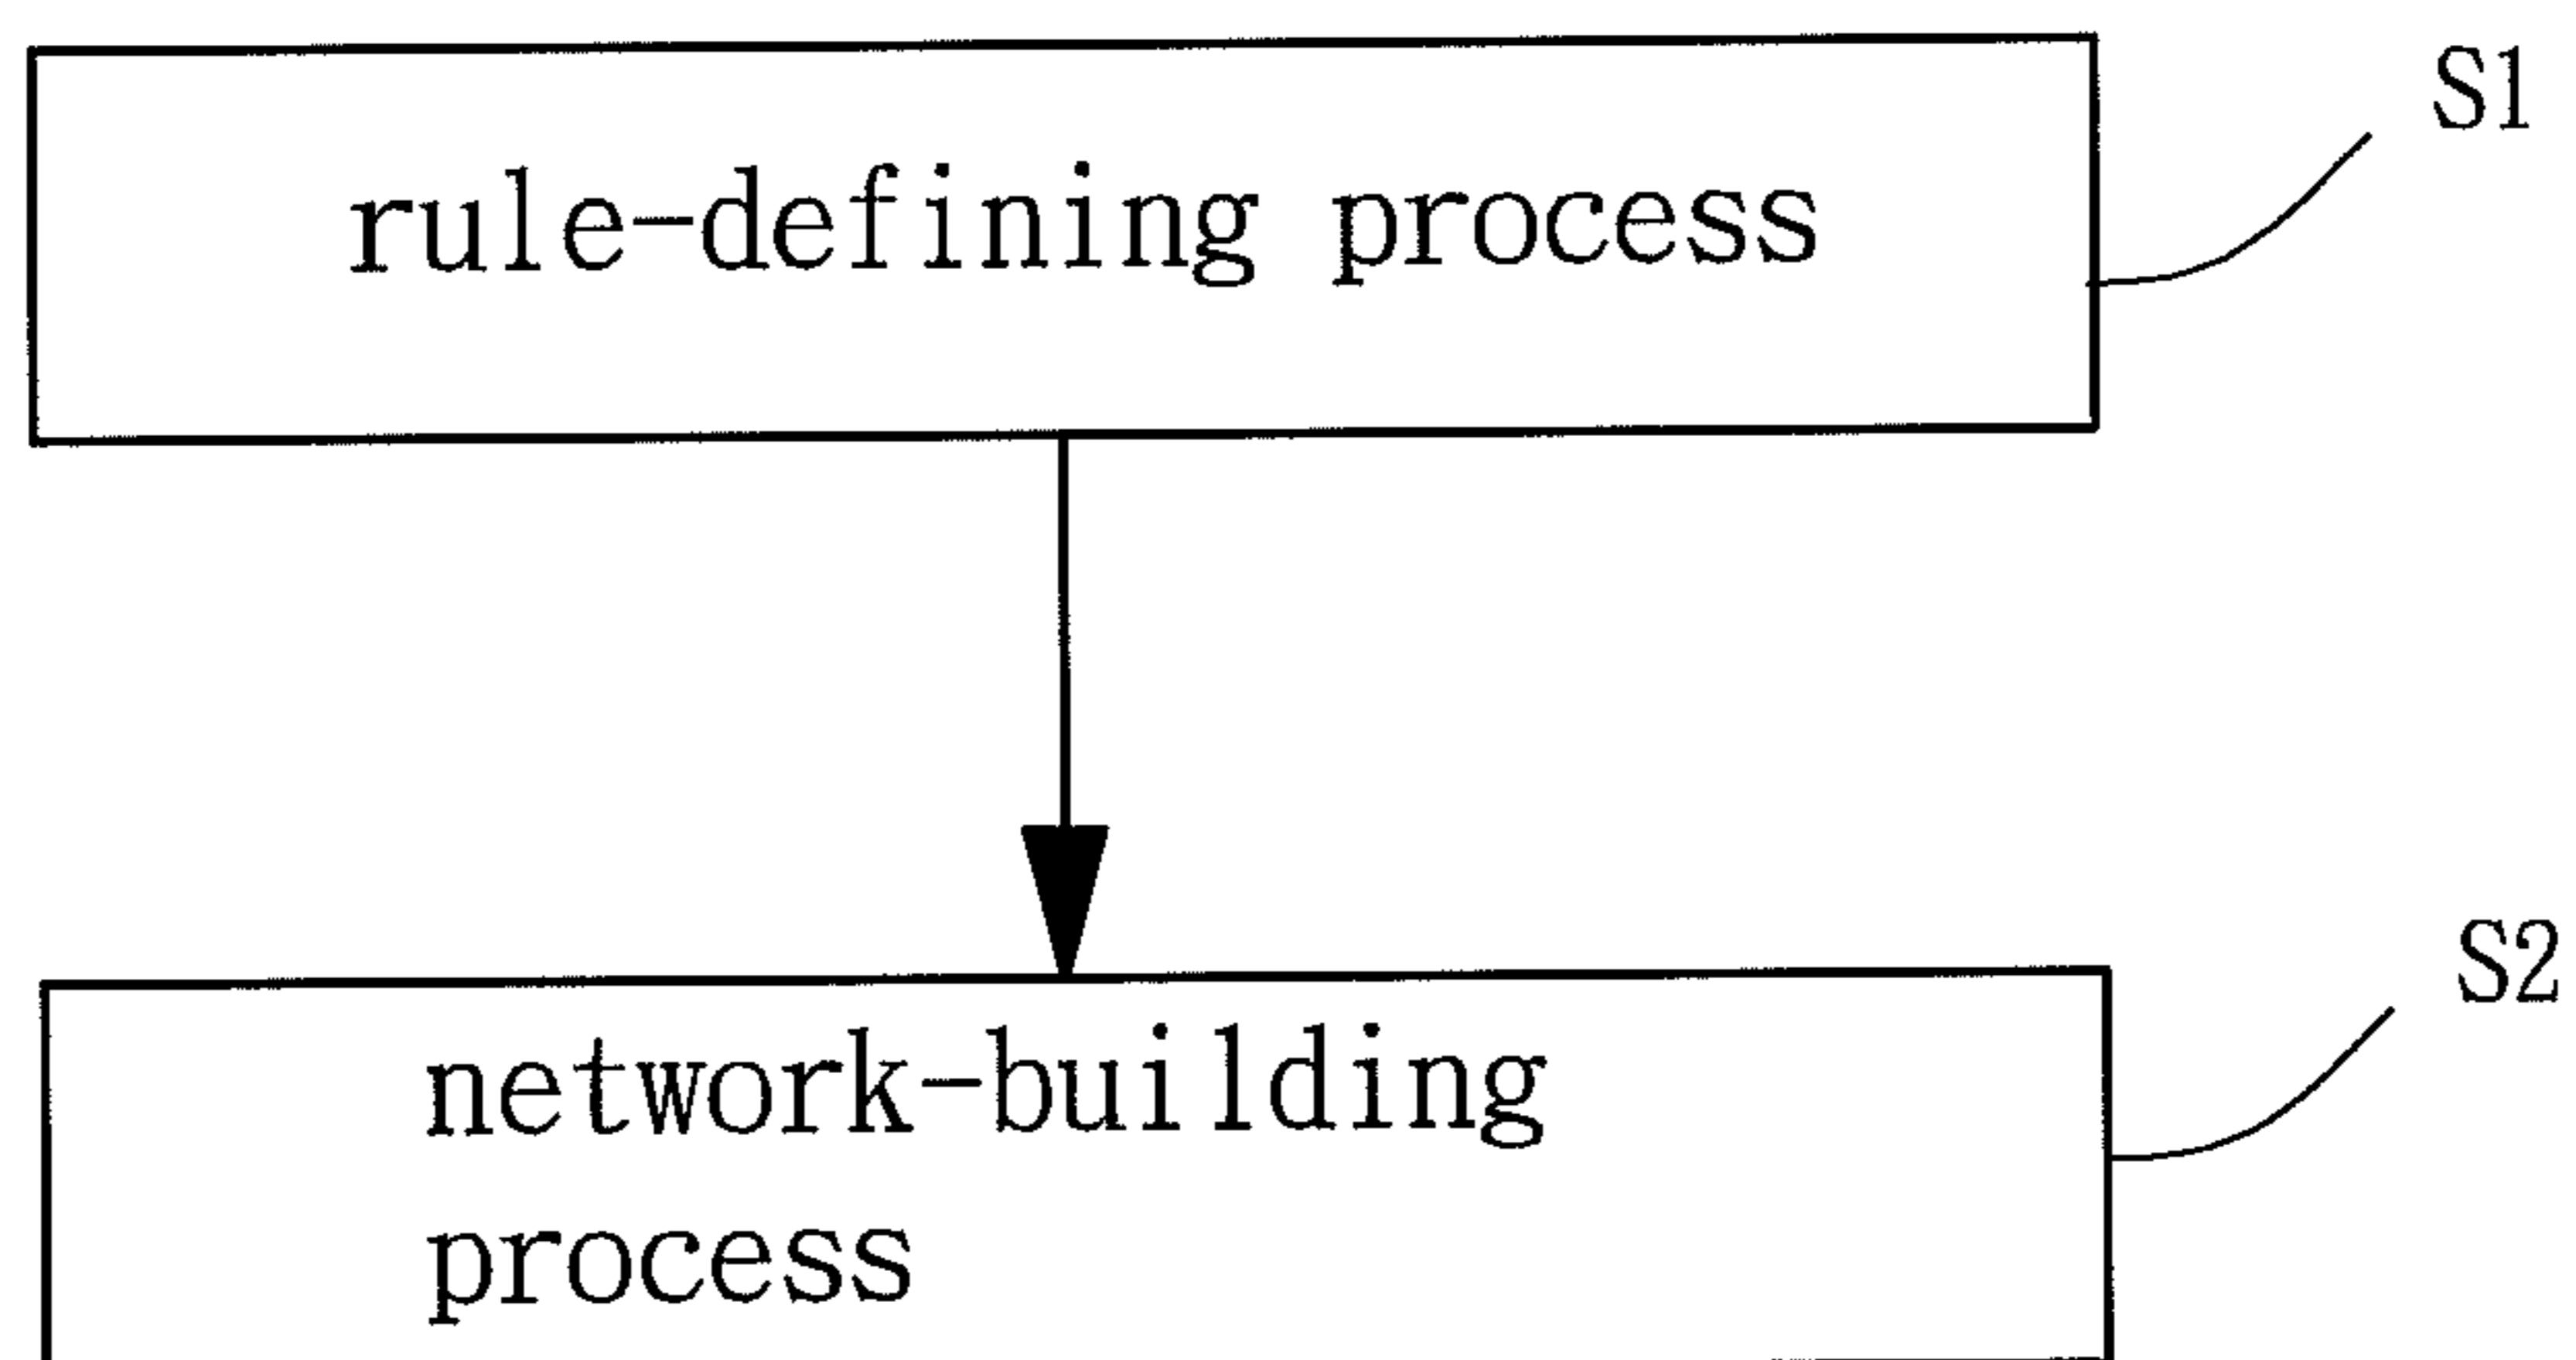 S1
rule-defining process
S2
network-building
process